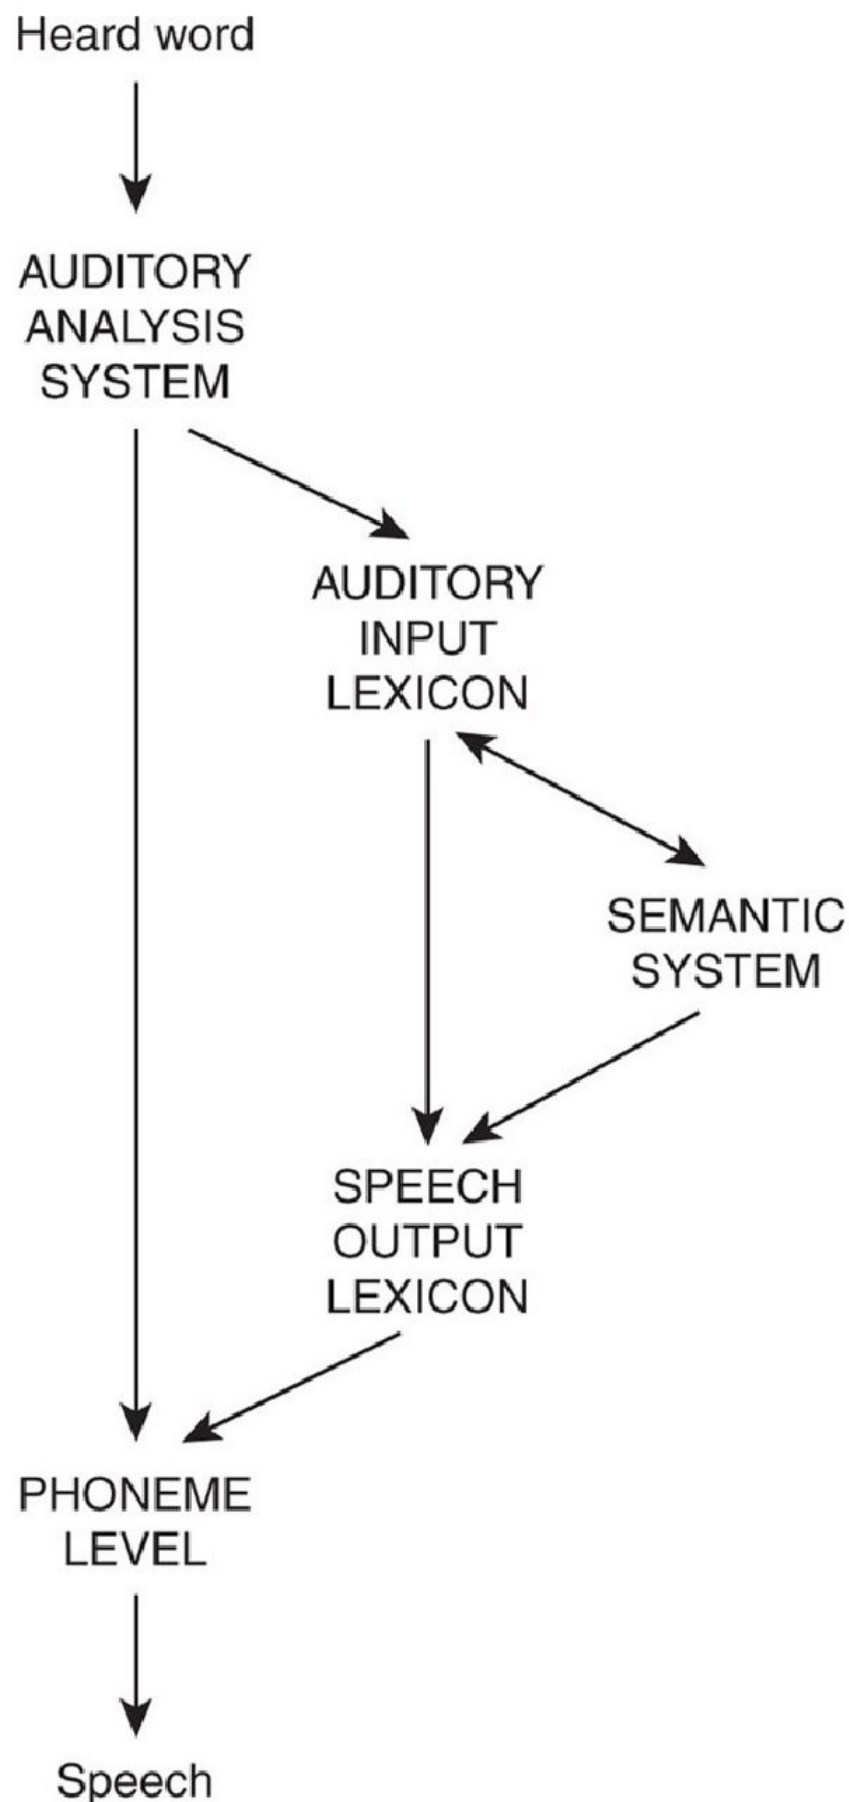 Heard word
AUDITORY
ANALYSIS
SYSTEM
AUDITORY
INPUT
LEXICON
SEMANTIC
SYSTEM
SPEECH
OUTPUT
LEXICON
PHONEME
LEVEL
Speech